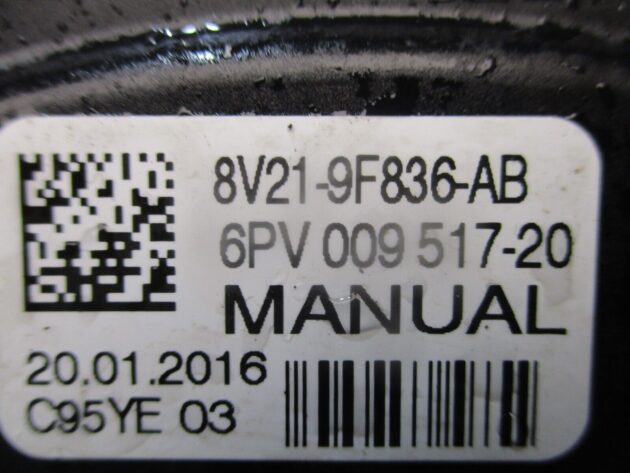 8V21-9F836-AB
6PV 009 517-20
MANUAL
20.01.2016
C95YE 03